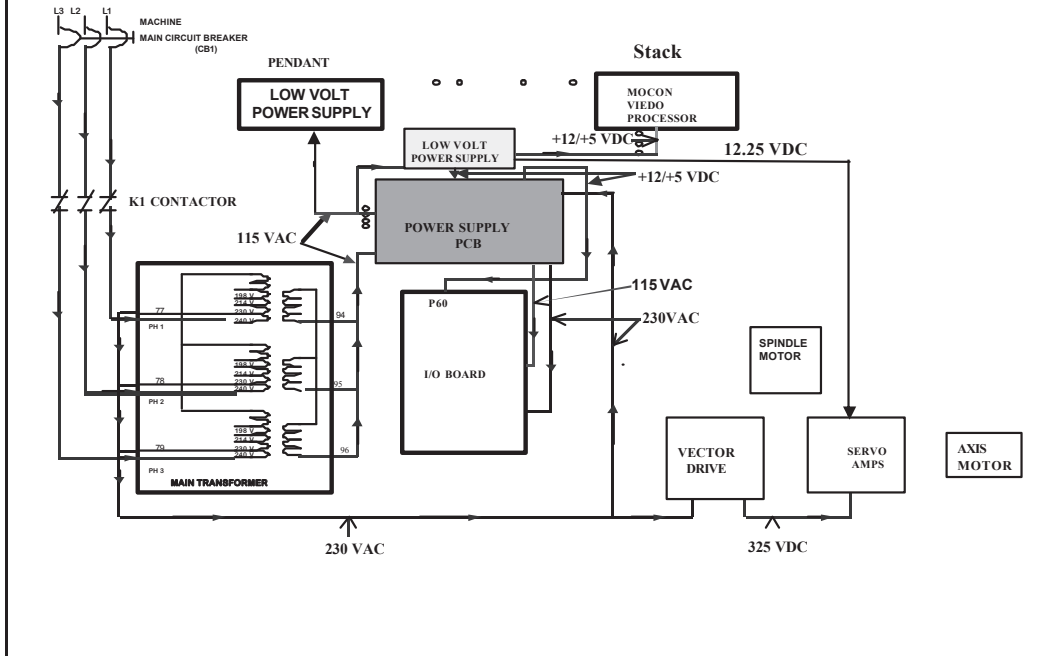 L3 L2 L1
MACHINE
MAIN CIRCUIT BREAKER
(CB1)
PENDANT
LOW VOLT
POWER SUPPLY
Stack
MOCON
VIEDO
PROCESSOR
LOW VOLT
POWER SUPPLY
+12/+5 VDC
12.25 VDC
+12/+5 VDC
K1 CONTACTOR
115 VAC
POWER SUPPLY
PCB
P60
I/O BOARD
115 VAC
230VAC
198 V
214 V
230 V
240 V
77
PH 1
94
198 V
214 V
230 V
240 V
78
PH 2
95
198 V
214 V
230 V
240 V
79
PH 3
96
MAIN TRANSFORMER
SPINDLE
MOTOR
VECTOR
DRIVE
SERVO
AMPS
AXIS
MOTOR
230 VAC
325 VDC